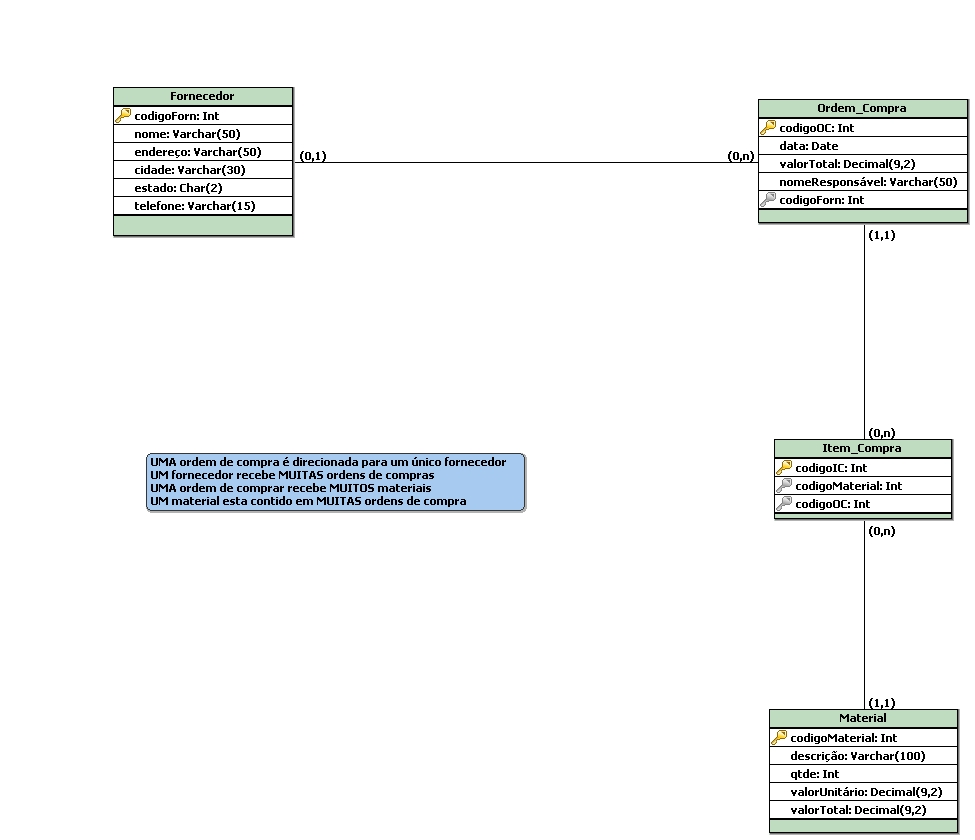 Fornecedor
codigoForn: Int
nome: Varchar(50)
endereço: Varchar(50)
cidade: Varchar(30)
estado: Char(2)
telefone: Varchar(15)
(0,1)
(0,n)
Ordem_Compra
codigoOC: Int
data: Date
valorTotal: Decimal(9,2)
nomeResponsável: Varchar(50)
codigoForn: Int
(1,1)
(0,n)
Item_Compra
codigoIC: Int
codigoMaterial: Int
codigoOC: Int
(0,n)
UMA ordem de compra é direcionada para um único fornecedor
UM fornecedor recebe MUITAS ordens de compras
UMA ordem de comprar recebe MUITOS materiais
UM material esta contido em MUITAS ordens de compra
(1,1)
Material
codigoMaterial: Int
descrição: Varchar(100)
qtde: Int
valorUnitário: Decimal(9,2)
valorTotal: Decimal(9,2)